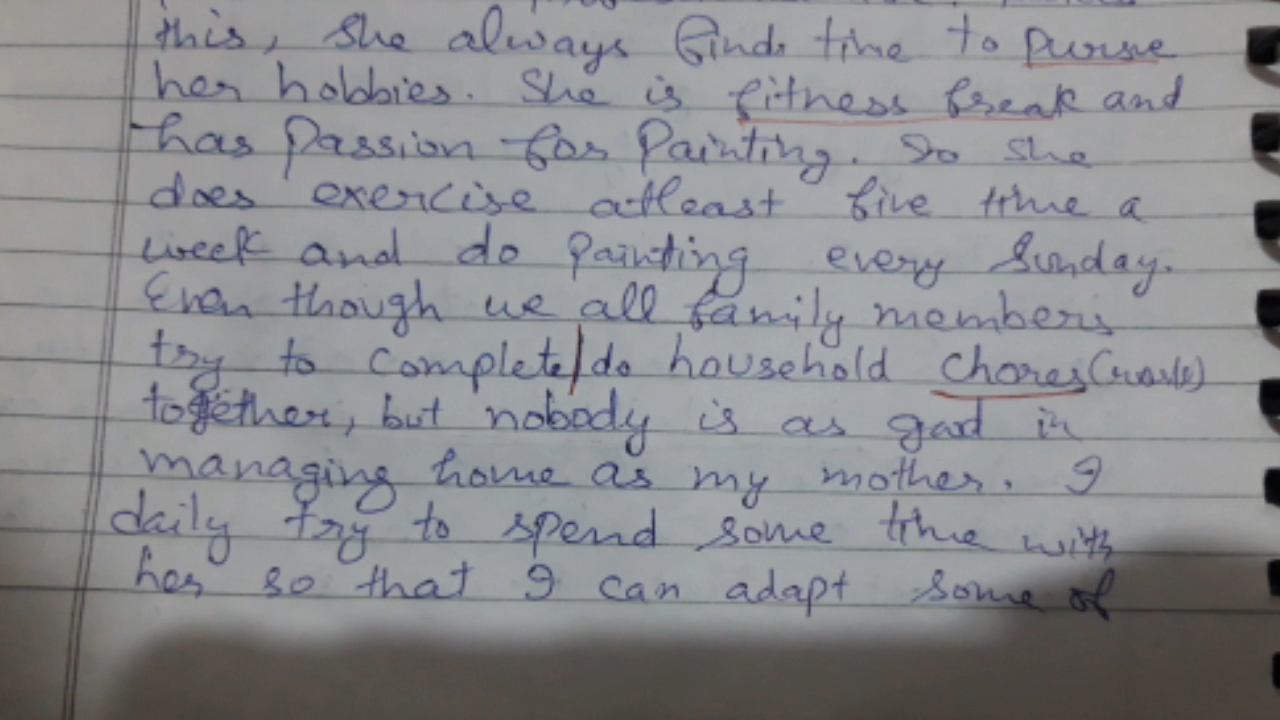 this, she always finds time to pursue
her hobbies. She is fitness freak and
has Passion for Painting. So she
does exercise atleast five time a
week and do painting every Sunday.
Even though we all family members
try to complete/do household chores
together, but nobody is as good in
managing home as my mother. I
daily try to spend some time with
her so that I can adapt some of